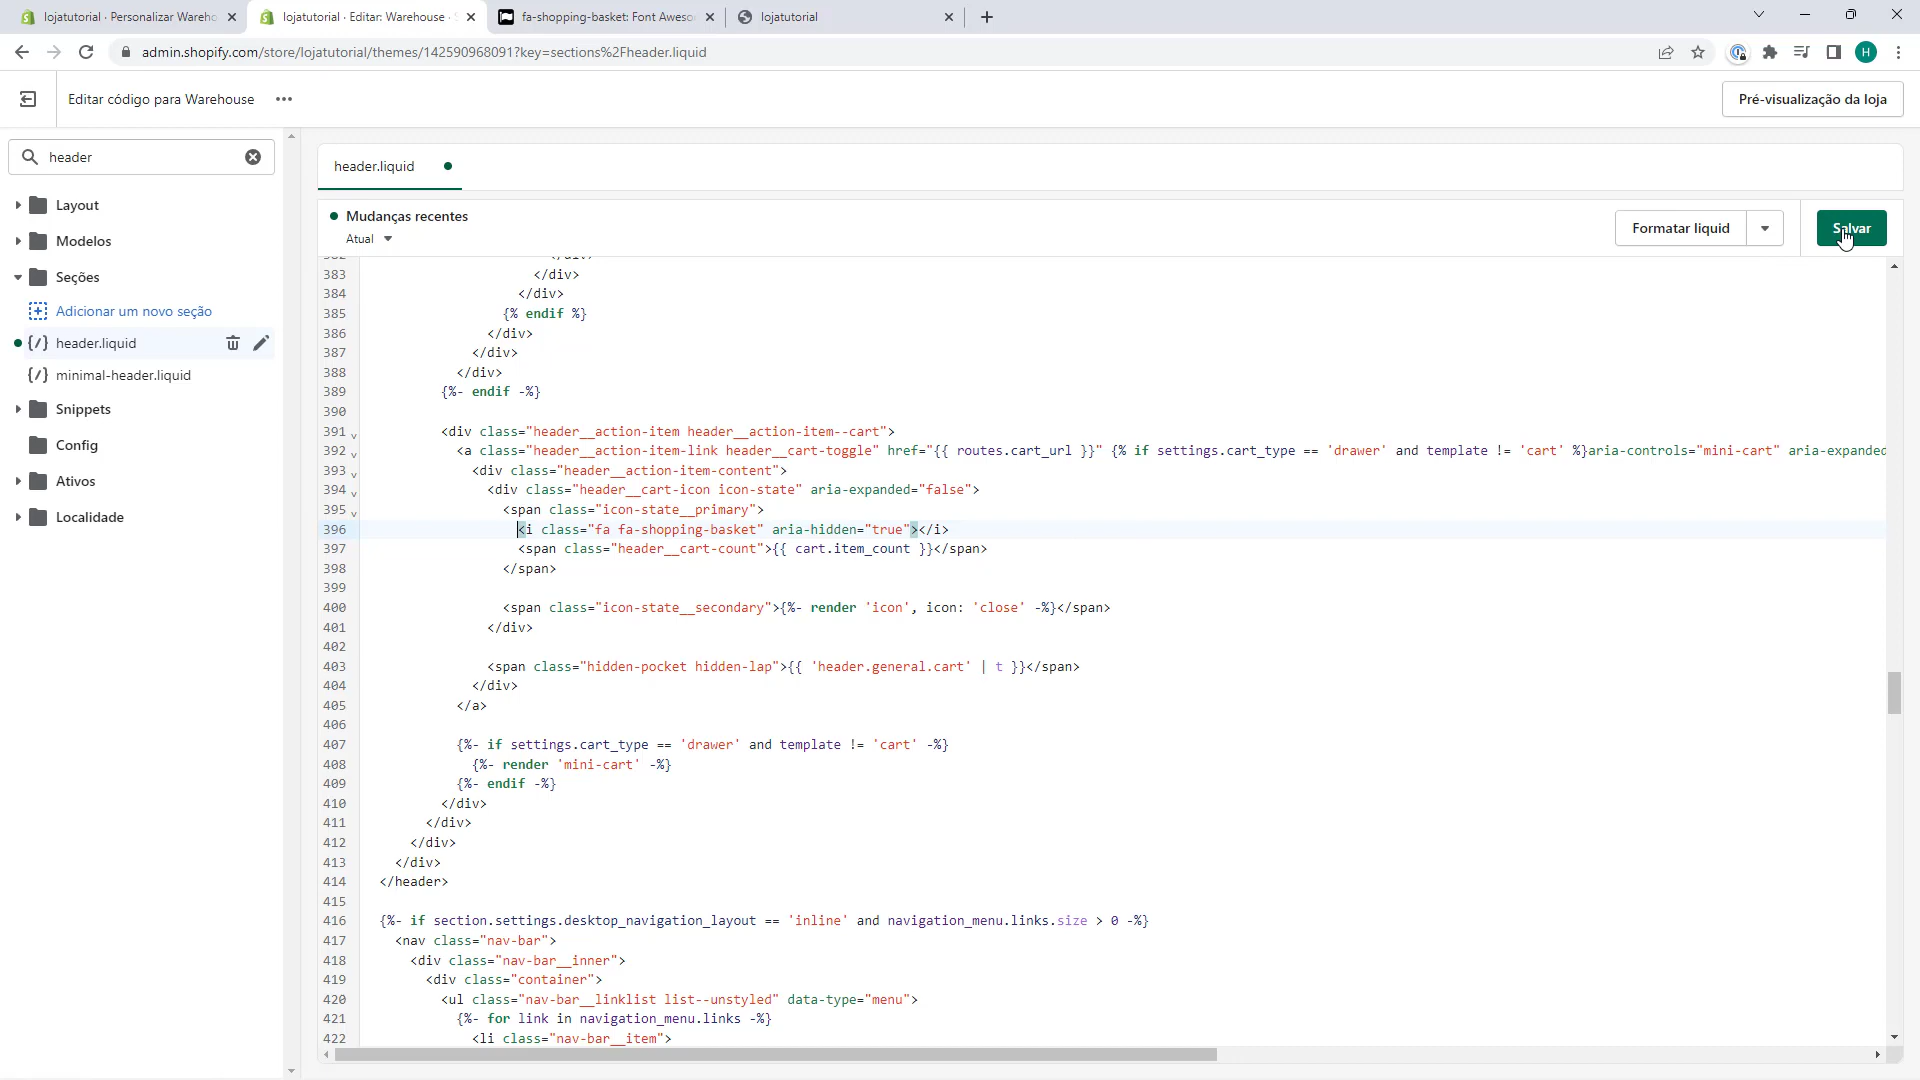 lojatutorial · Personalizar Wareho
lojatutorial · Editar: Warehouse ·
fa-shopping-basket: Font Aweso
lojatutorial
admin.shopify.com/store/lojatutorial/themes/142590968091?key=sections%2Fheader.liquid
H
Editar código para Warehouse
Pré-visualização da loja
header
Layout
Modelos
Seções
Adicionar um novo seção
{/} header.liquid
{/} minimal-header.liquid
Snippets
Config
Ativos
Localidade
header.liquid
Mudanças recentes
Atual
Formatar liquid
Salvar
383 </div>
384 </div>
385 {% endif %}
386 </div>
387 </div>
388 </div>
389 {%- endif -%}
390
391 <div class="header__action-item header__action-item--cart">
392 <a class="header__action-item-link header__cart-toggle" href="{{ routes.cart_url }}" {% if settings.cart_type == 'drawer' and template != 'cart' %}aria-controls="mini-cart" aria-expanded
393 <div class="header__action-item-content">
394 <div class="header__cart-icon icon-state" aria-expanded="false">
395 <span class="icon-state__primary">
396 <i class="fa fa-shopping-basket" aria-hidden="true"></i>
397 <span class="header__cart-count">{{ cart.item_count }}</span>
398 </span>
399
400 <span class="icon-state__secondary">{%- render 'icon', icon: 'close' -%}</span>
401 </div>
402
403 <span class="hidden-pocket hidden-lap">{{ 'header.general.cart' | t }}</span>
404 </div>
405 </a>
406
407 {%- if settings.cart_type == 'drawer' and template != 'cart' -%}
408 {%- render 'mini-cart' -%}
409 {%- endif -%}
410 </div>
411 </div>
412 </div>
413 </div>
414 </header>
415
416 {%- if section.settings.desktop_navigation_layout == 'inline' and navigation_menu.links.size > 0 -%}
417 <nav class="nav-bar">
418 <div class="nav-bar__inner">
419 <div class="container">
420 <ul class="nav-bar__linklist list--unstyled" data-type="menu">
421 {%- for link in navigation_menu.links -%}
422 <li class="nav-bar__item">